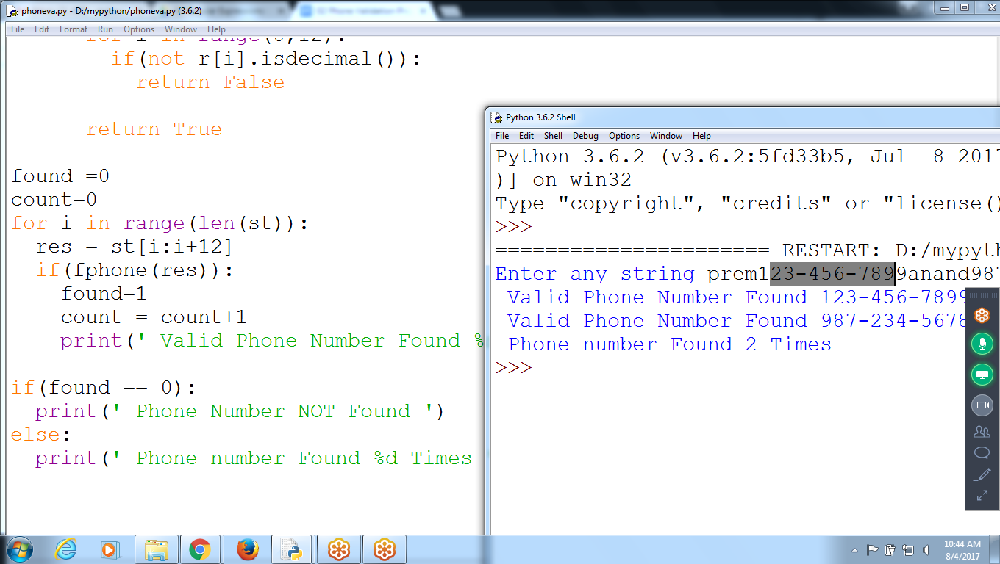 phoneva.py - D:/mypython/phoneva.py (3.6.2)
File Edit Format Run Options Window Help
for i in range(0,12):
if(not r[i].isdecimal()):
return False
return True
found =0
count=0
for i in range(len(st)):
res = st[i:i+12]
if(fphone(res)):
found=1
count = count+1
print(' Valid Phone Number Found %
if(found == 0):
print(' Phone Number NOT Found ')
else:
print(' Phone number Found %d Times
Python 3.6.2 Shell
File Edit Shell Debug Options Window Help
Python 3.6.2 (v3.6.2:5fd33b5, Jul 8 2017
)] on win32
Type "copyright", "credits" or "license()
>>>
====================== RESTART: D:/mypyth
Enter any string prem123-456-7899anand987
Valid Phone Number Found 123-456-7899
Valid Phone Number Found 987-234-5678
Phone number Found 2 Times
>>>
10:44 AM
8/4/2017